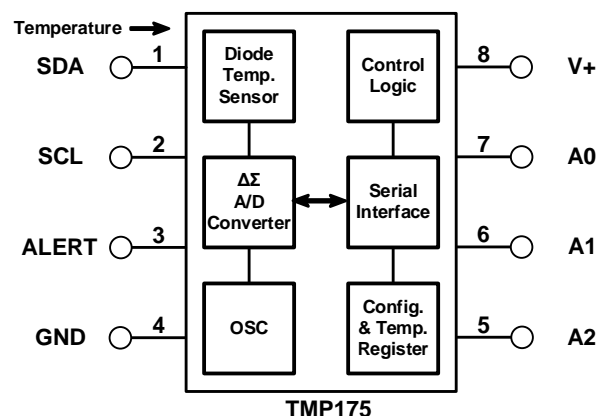 Temperature
SDA
1
SCL
2
ALERT
3
GND
4
Diode
Temp.
Sensor
ΔΣ
A/D
Converter
OSC
Control
Logic
Serial
Interface
Config.
& Temp.
Register
8
V+
7
A0
6
A1
5
A2
TMP175